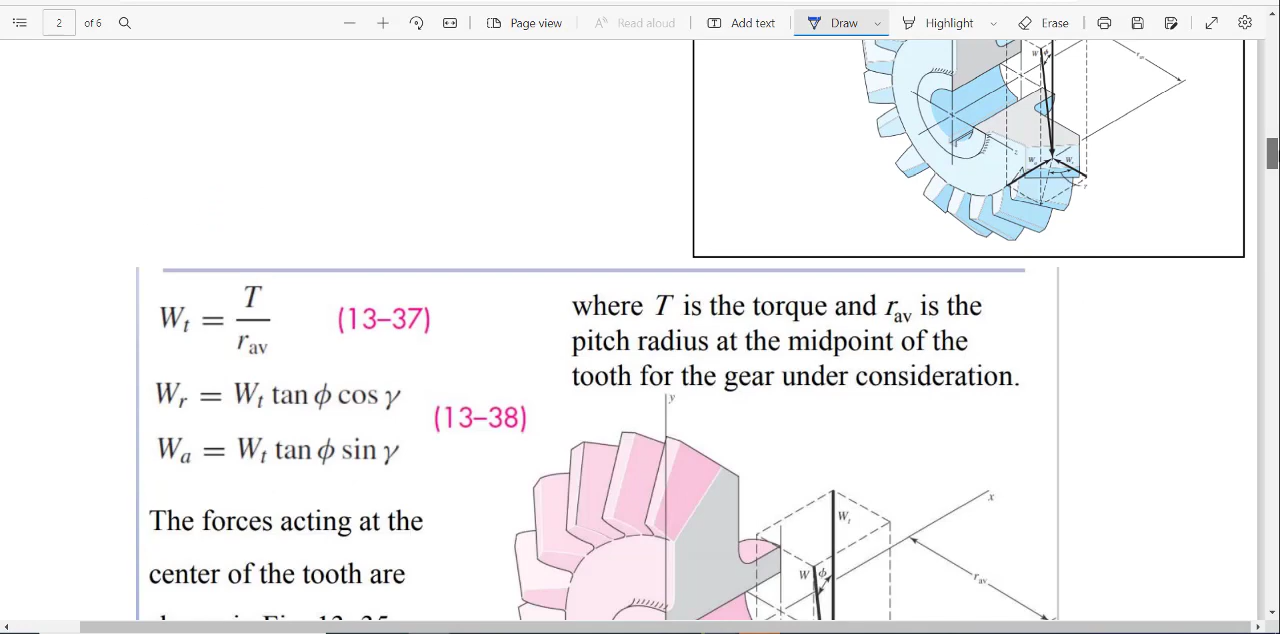 2 of 6 Page view Read aloud Add text Draw Highlight Erase
W ϕ r_av
z
W_a W_r
γ
W_t = T / r_av (13–37)
W_r = W_t tan ϕ cos γ
(13–38)
W_a = W_t tan ϕ sin γ
The forces acting at the
center of the tooth are
where T is the torque and r_av is the
pitch radius at the midpoint of the
tooth for the gear under consideration.
y
x
W_t
W ϕ
r_av